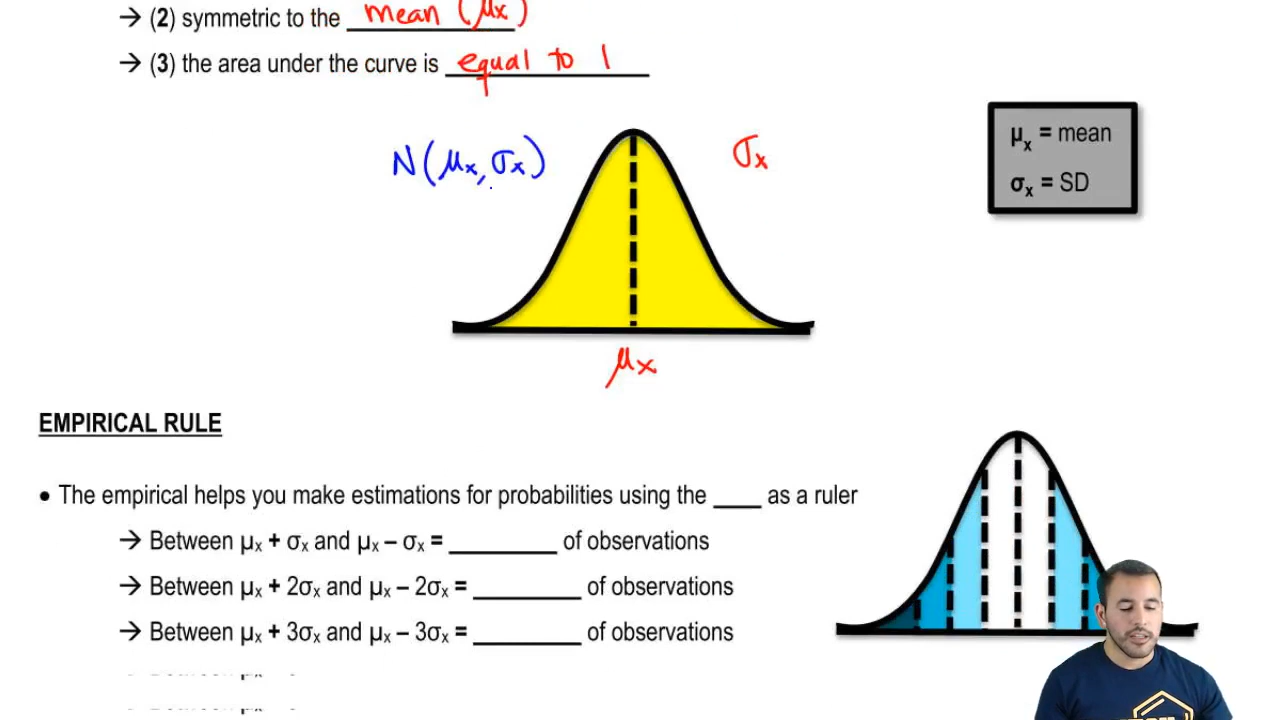 → (2) symmetric to the mean (μx)
→ (3) the area under the curve is equal to 1
N(μx, σx)
σx
μx = mean
σx = SD
μx
EMPIRICAL RULE
• The empirical helps you make estimations for probabilities using the ____ as a ruler
→ Between μx + σx and μx – σx = _________ of observations
→ Between μx + 2σx and μx – 2σx = _________ of observations
→ Between μx + 3σx and μx – 3σx = _________ of observations